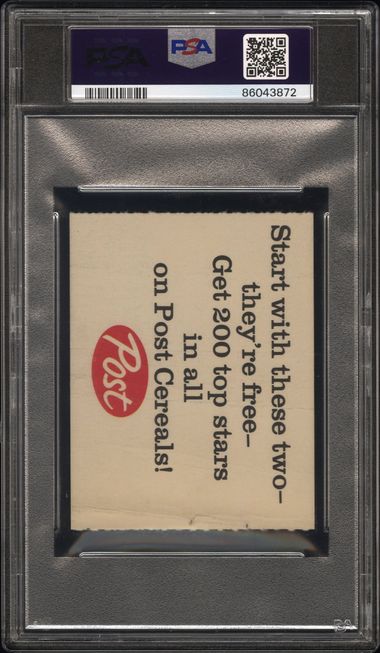 PSA
PSA
86043872
Start with these two–
they're free–
Get 200 top stars
in all
on Post Cereals!
Post